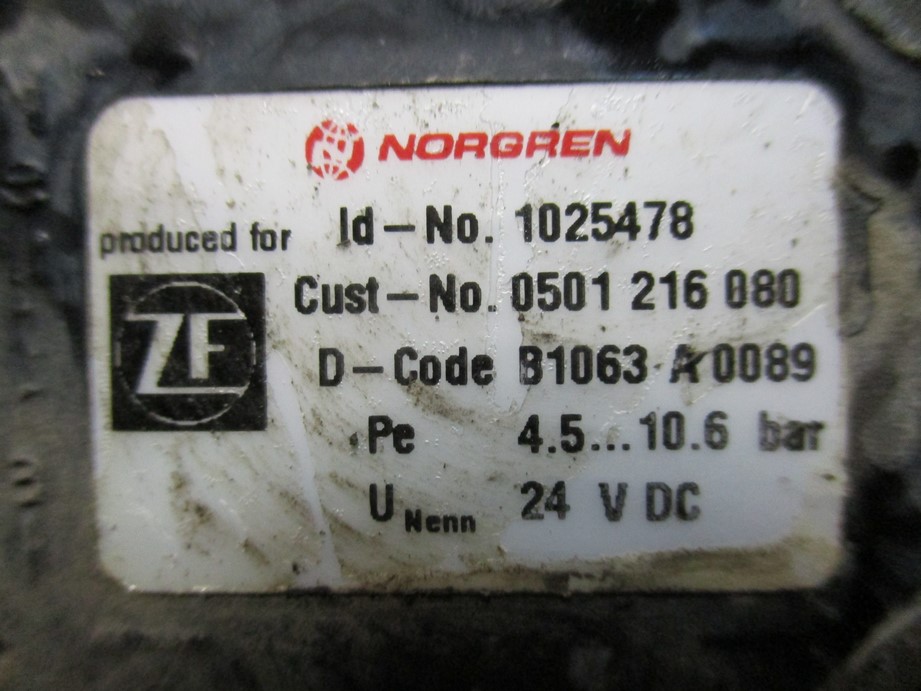 NORGREN
produced for
ZF
Id-No. 1025478
Cust-No. 0501 216 080
D-Code B1063 A 0089
Pe 4.5...10.6 bar
U Nenn 24 V DC